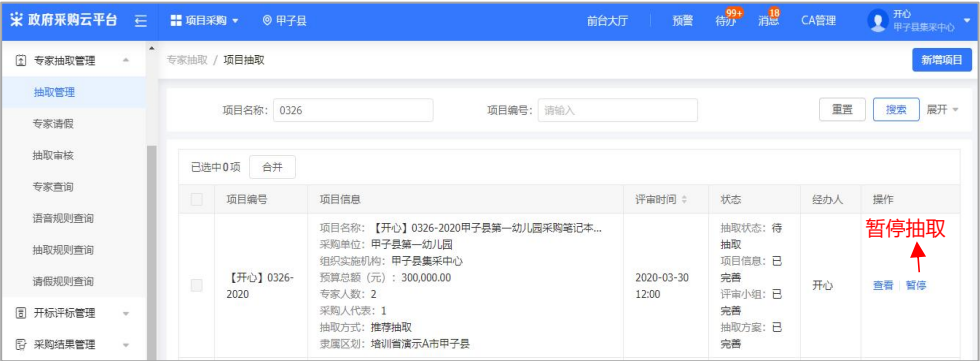 政府采购云平台
项目采购
甲子县
前台大厅
预警
待办
99+
消息
18
CA管理
开心
甲子县集采中心
专家抽取管理
抽取管理
专家请假
抽取审核
专家查询
语音规则查询
抽取规则查询
请假规则查询
开标评标管理
采购结果管理
专家抽取 / 项目抽取
新增项目
项目名称: 0326
项目编号: 请输入
重置
搜索
展开
已选中0项
合并
项目编号
项目信息
评审时间
状态
经办人
操作
【开心】0326-
2020
项目名称: 【开心】0326-2020甲子县第一幼儿园采购笔记本...
采购单位: 甲子县第一幼儿园
组织实施机构: 甲子县集采中心
预算总额（元）: 300,000.00
专家人数: 2
采购人代表: 1
抽取方式: 推荐抽取
隶属区划: 培训省演示A市甲子县
2020-03-30
12:00
抽取状态: 待
抽取
项目信息: 已
完善
评审小组: 已
完善
抽取方案: 已
完善
开心
暂停抽取
查看
暂停